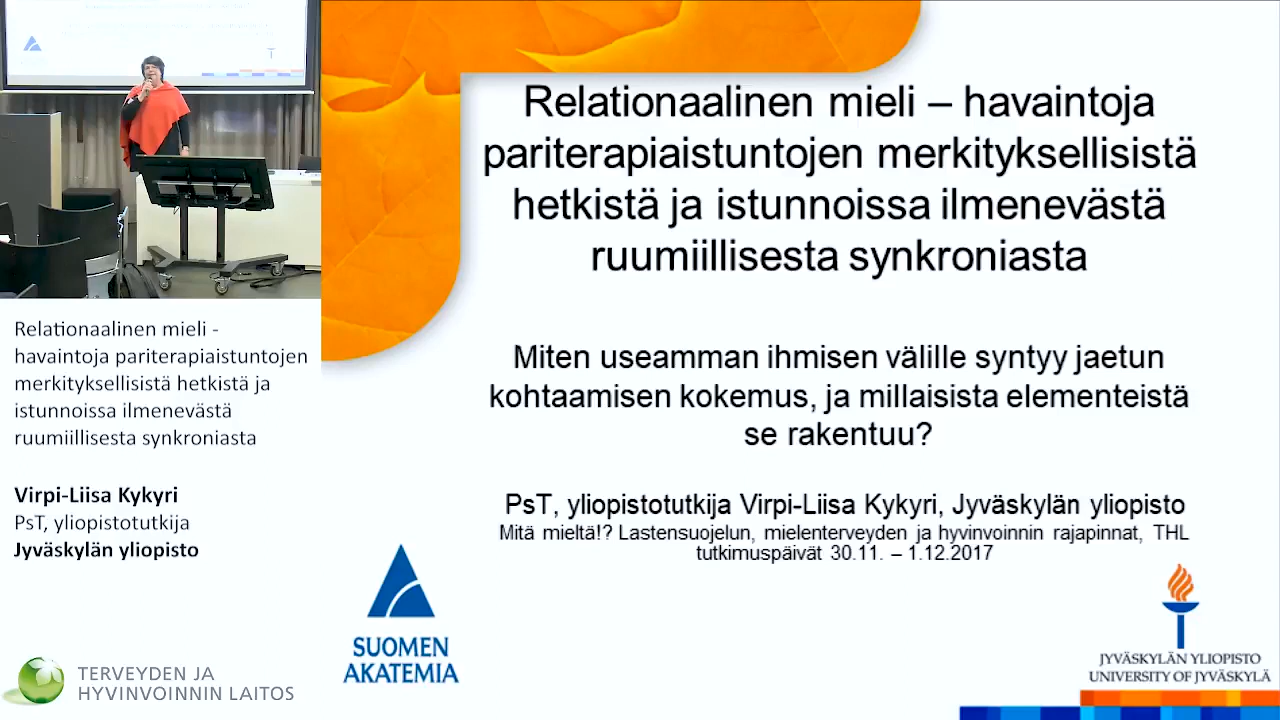 Relationaalinen mieli – havaintoja
pariterapiaistuntojen merkityksellisistä
hetkistä ja istunnoissa ilmenevästä
ruumiillisesta synkroniasta
Miten useamman ihmisen välille syntyy jaetun
kohtaamisen kokemus, ja millaisista elementeistä
se rakentuu?
PsT, yliopistotutkija Virpi-Liisa Kykyri, Jyväskylän yliopisto
Mitä mieltä!? Lastensuojelun, mielenterveyden ja hyvinvoinnin rajapinnat, THL
tutkimuspäivät 30.11. – 1.12.2017
SUOMEN
AKATEMIA
JYVÄSKYLÄN YLIOPISTO
UNIVERSITY OF JYVÄSKYLÄ
Relationaalinen mieli -
havaintoja pariterapiaistuntojen
merkityksellisistä hetkistä ja
istunnoissa ilmenevästä
ruumiillisesta synkroniasta
Virpi-Liisa Kykyri
PsT, yliopistotutkija
Jyväskylän yliopisto
TERVEYDEN JA
HYVINVOINNIN LAITOS